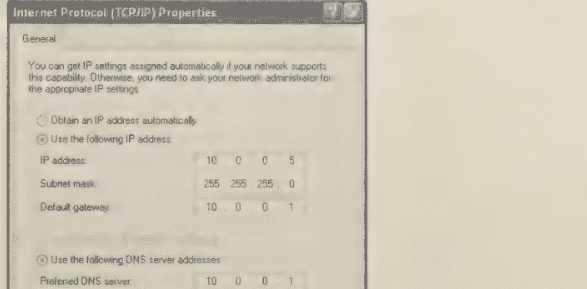 Internet Protocol (TCP/IP) Properties
General
You can get IP settings assigned automatically if your network supports
this capability. Otherwise, you need to ask your network administrator for
the appropriate IP settings.
Obtain an IP address automatically
Use the following IP address:
IP address: 10 . 0 . 0 . 5
Subnet mask: 255 . 255 . 255 . 0
Default gateway: 10 . 0 . 0 . 1
Use the following DNS server addresses:
Preferred DNS server: 10 . 0 . 0 . 1